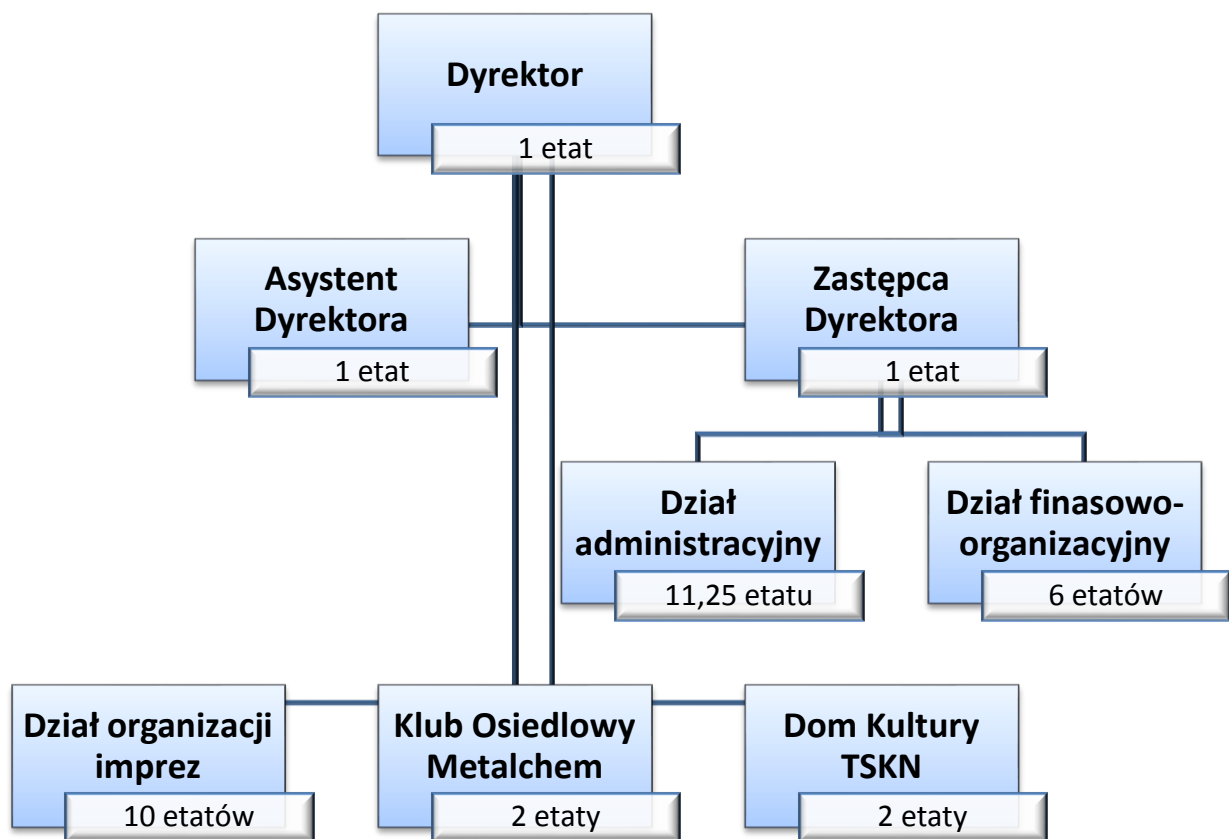 Dyrektor
1 etat
Asystent
Dyrektora
1 etat
Zastępca
Dyrektora
1 etat
Dział
administracyjny
11,25 etatu
Dział finasowo-
organizacyjny
6 etatów
Dział organizacji
imprez
10 etatów
Klub Osiedlowy
Metalchem
2 etaty
Dom Kultury
TSKN
2 etaty